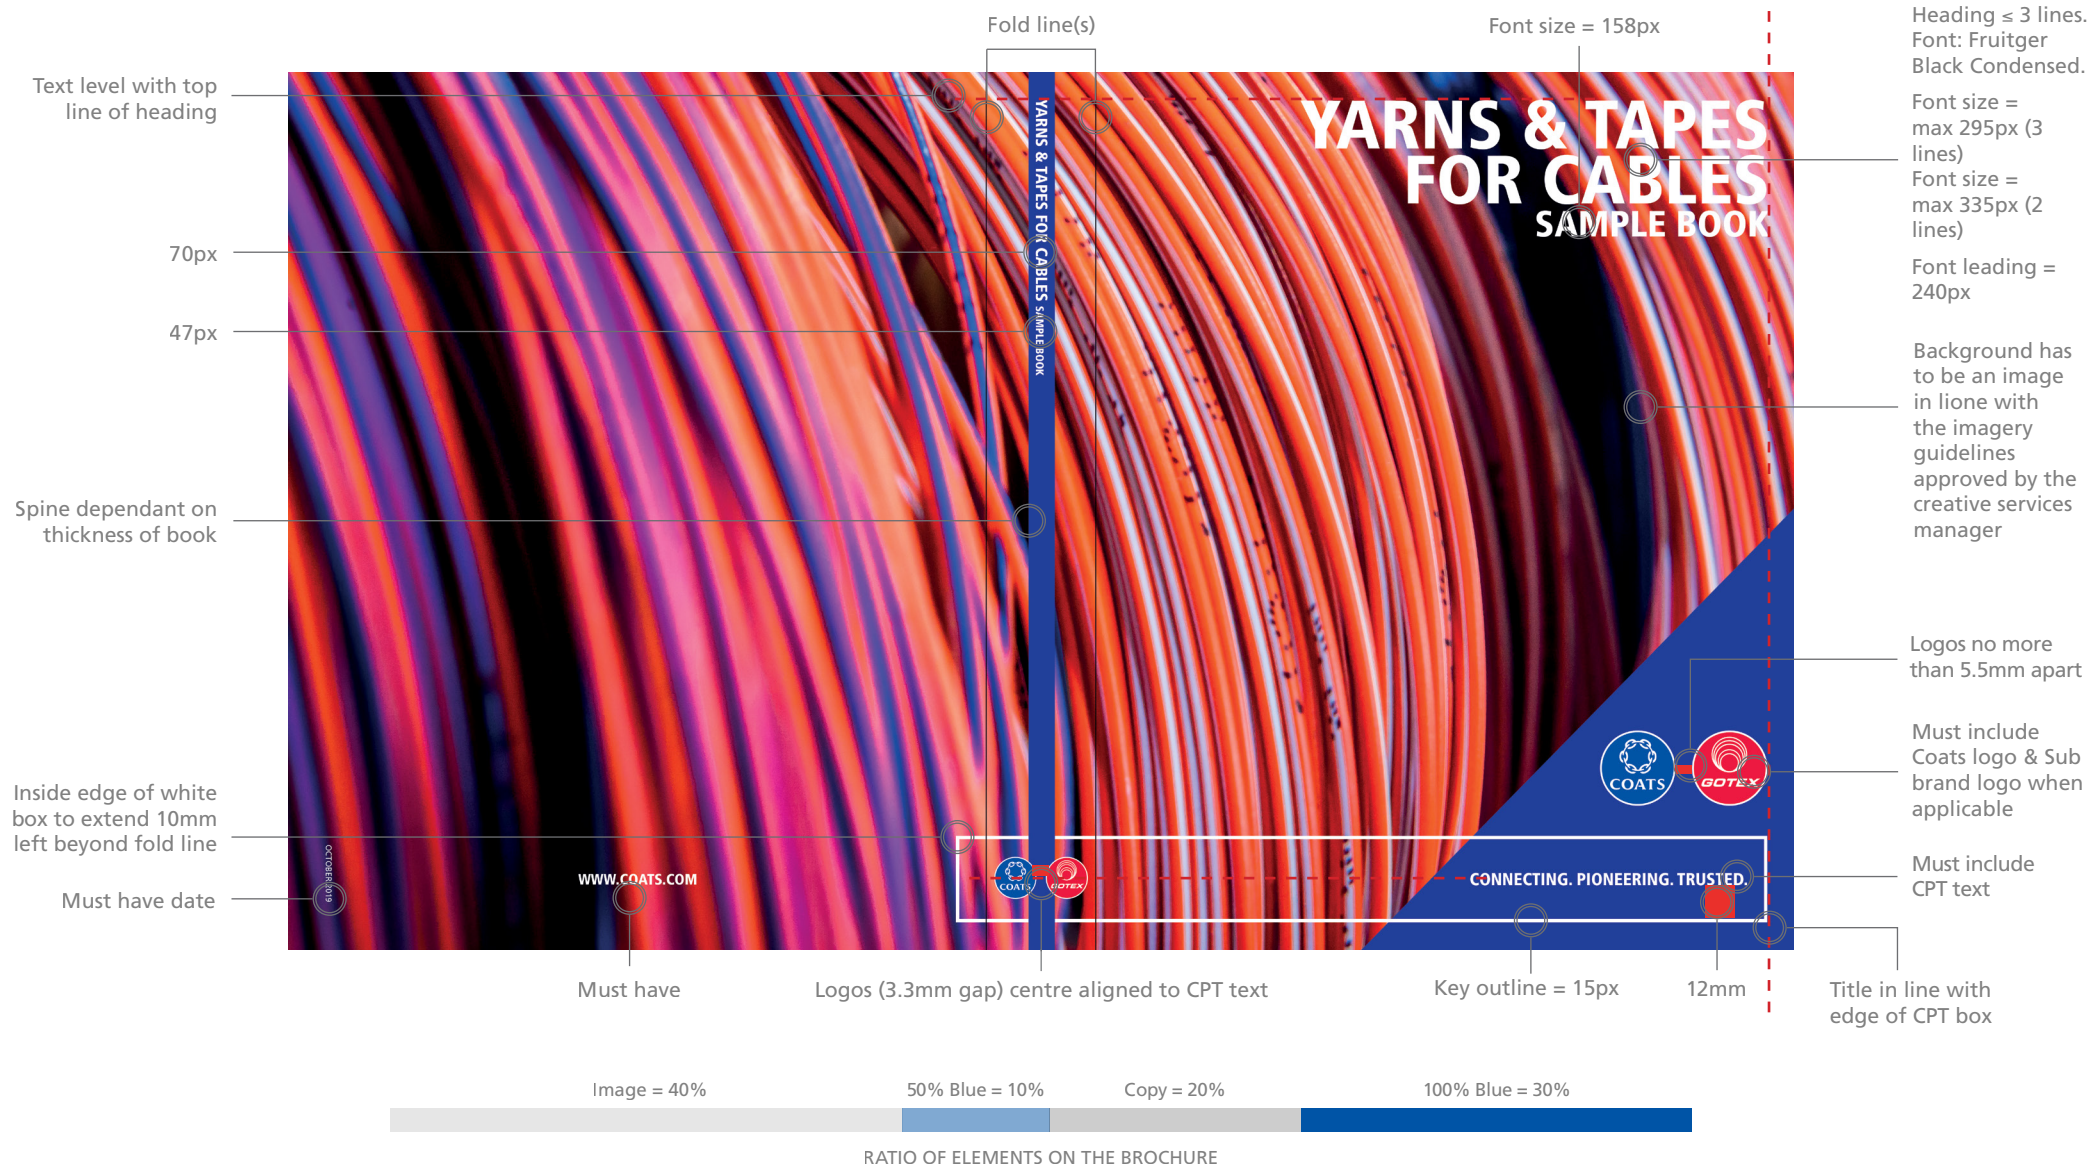 Fold line(s)
Font size = 158px
Heading ≤ 3 lines.
Font: Fruitger
Black Condensed.
Font size =
max 295px (3
lines)
Font size =
max 335px (2
lines)
Font leading =
240px
Text level with top
line of heading
70px
47px
Spine dependant on
thickness of book
Inside edge of white
box to extend 10mm
left beyond fold line
Must have date
YARNS & TAPES FOR CABLES SAMPLE BOOK
YARNS & TAPES
FOR CABLES
SAMPLE BOOK
Background has
to be an image
in lione with
the imagery
guidelines
approved by the
creative services
manager
Logos no more
than 5.5mm apart
Must include
Coats logo & Sub
brand logo when
applicable
Must include
CPT text
COATS
GOTEX
OCTOBER 2019
WWW.COATS.COM
COATS
GOTEX
CONNECTING. PIONEERING. TRUSTED.
Must have
Logos (3.3mm gap) centre aligned to CPT text
Key outline = 15px
12mm
Title in line with
edge of CPT box
Image = 40%
50% Blue = 10%
Copy = 20%
100% Blue = 30%
RATIO OF ELEMENTS ON THE BROCHURE